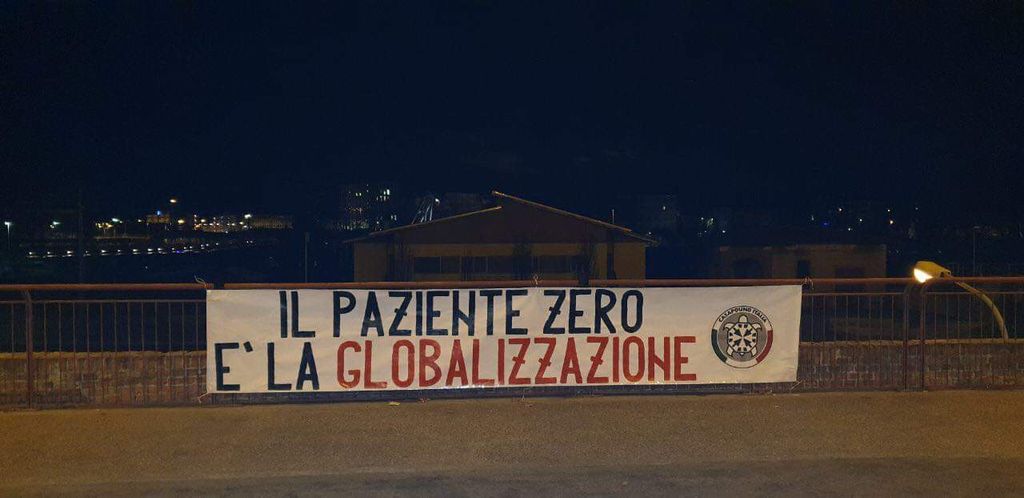 IL PAZIENTE ZERO
E` LA GLOBALIZZAZIONE
CASAPOUND ITALIA